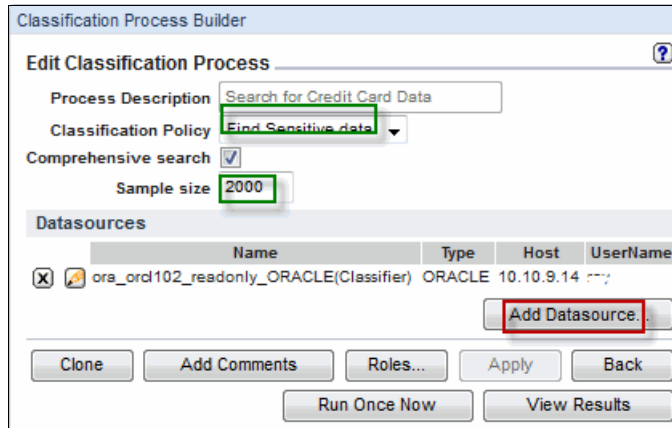 Classification Process Builder
Edit Classification Process
?
Process Description Search for Credit Card Data
Classification Policy Find Sensitive data
Comprehensive search
Sample size 2000
Datasources
Name Type Host UserName
X ora_orcl102_readonly_ORACLE(Classifier) ORACLE 10.10.9.14
Add Datasource...
Clone Add Comments Roles... Apply Back
Run Once Now View Results